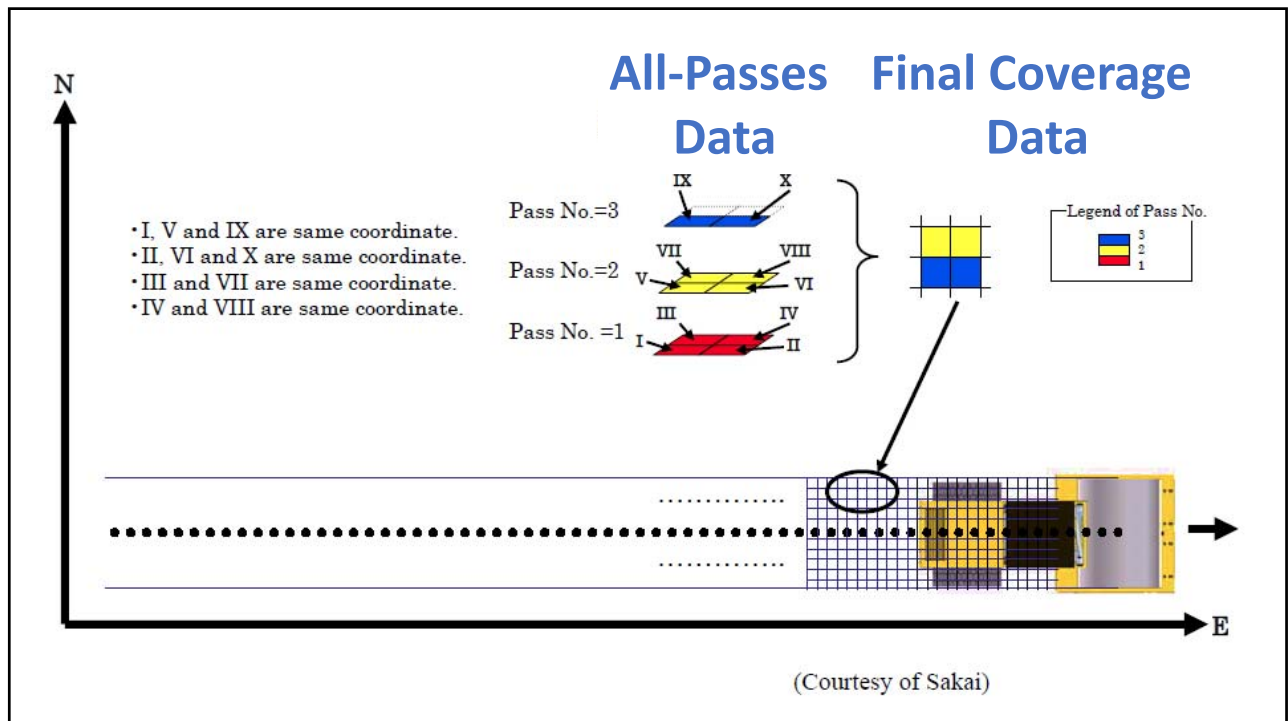 All-Passes
Data
Final Coverage
Data
N
IX
X
Pass No.=3
・I, V and IX are same coordinate.
・II, VI and X are same coordinate.
・III and VII are same coordinate.
・IV and VIII are same coordinate.
VII
VIII
Pass No.=2
V
VI
III
IV
Pass No. =1
I
II
Legend of Pass No.
3
2
1
E
(Courtesy of Sakai)